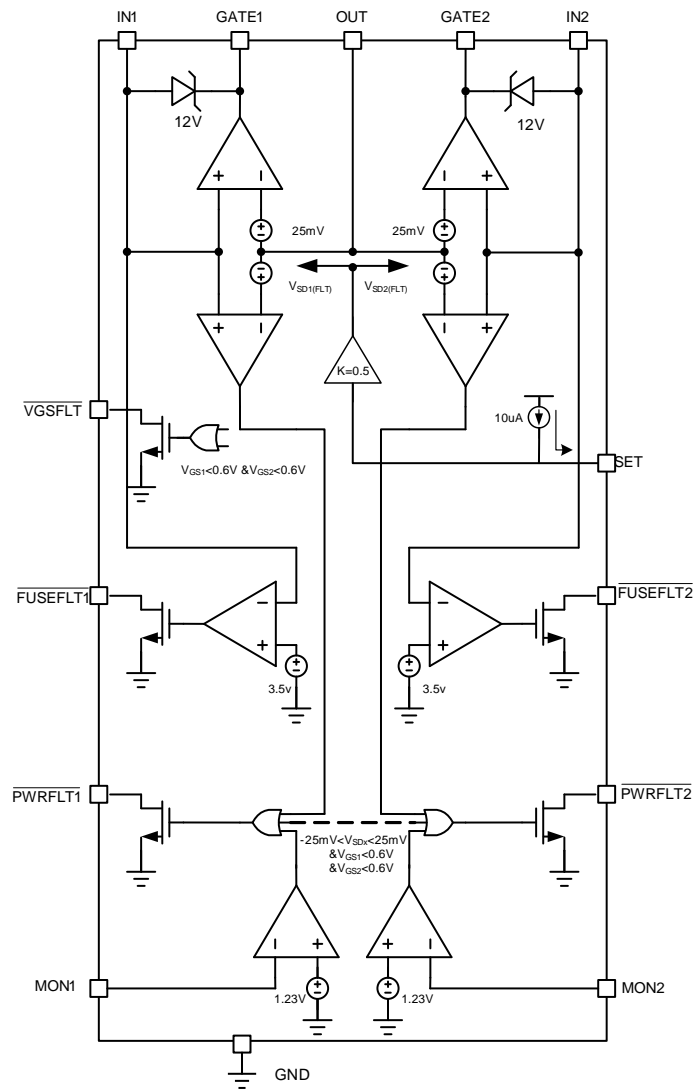 IN1 GATE1 OUT GATE2 IN2
12V 12V
+ − − +
25mV 25mV
VSD1(FLT) VSD2(FLT)
+ − − +
K=0.5
VGSFLT
10uA
VGS1<0.6V &VGS2<0.6V
SET
FUSEFLT1 FUSEFLT2
− −
+ +
3.5v 3.5v
PWRFLT1 PWRFLT2
-25mV<VSDx<25mV
&VGS1<0.6V
&VGS2<0.6V
− + + −
MON1 MON2
1.23V 1.23V
GND